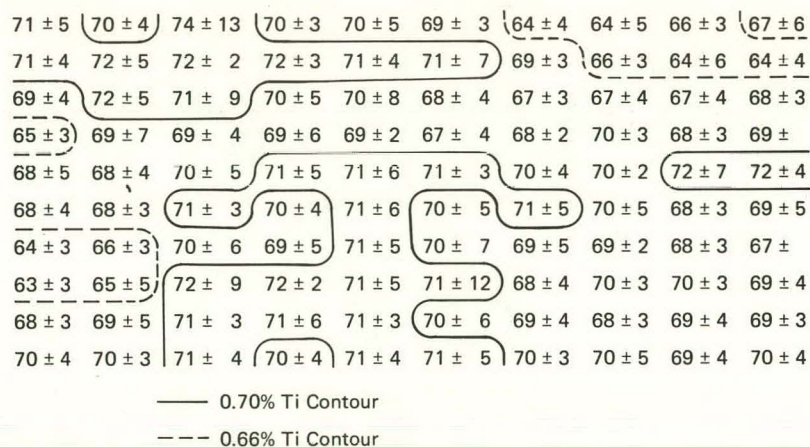 71 ± 5 70 ± 4 74 ± 13 70 ± 3 70 ± 5 69 ± 3 64 ± 4 64 ± 5 66 ± 3 67 ± 6
71 ± 4 72 ± 5 72 ± 2 72 ± 3 71 ± 4 71 ± 7 69 ± 3 66 ± 3 64 ± 6 64 ± 4
69 ± 4 72 ± 5 71 ± 9 70 ± 5 70 ± 8 68 ± 4 67 ± 3 67 ± 4 67 ± 4 68 ± 3
65 ± 3 69 ± 7 69 ± 4 69 ± 6 69 ± 2 67 ± 4 68 ± 2 70 ± 3 68 ± 3 69 ±
68 ± 5 68 ± 4 70 ± 5 71 ± 5 71 ± 6 71 ± 3 70 ± 4 70 ± 2 72 ± 7 72 ± 4
68 ± 4 68 ± 3 71 ± 3 70 ± 4 71 ± 6 70 ± 5 71 ± 5 70 ± 5 68 ± 3 69 ± 5
64 ± 3 66 ± 3 70 ± 6 69 ± 5 71 ± 5 70 ± 7 69 ± 5 69 ± 2 68 ± 3 67 ±
63 ± 3 65 ± 5 72 ± 9 72 ± 2 71 ± 5 71 ± 12 68 ± 4 70 ± 3 70 ± 3 69 ± 4
68 ± 3 69 ± 5 71 ± 3 71 ± 6 71 ± 3 70 ± 6 69 ± 4 68 ± 3 69 ± 4 69 ± 3
70 ± 4 70 ± 3 71 ± 4 70 ± 4 71 ± 4 71 ± 5 70 ± 3 70 ± 5 69 ± 4 70 ± 4
0.70% Ti Contour
0.66% Ti Contour